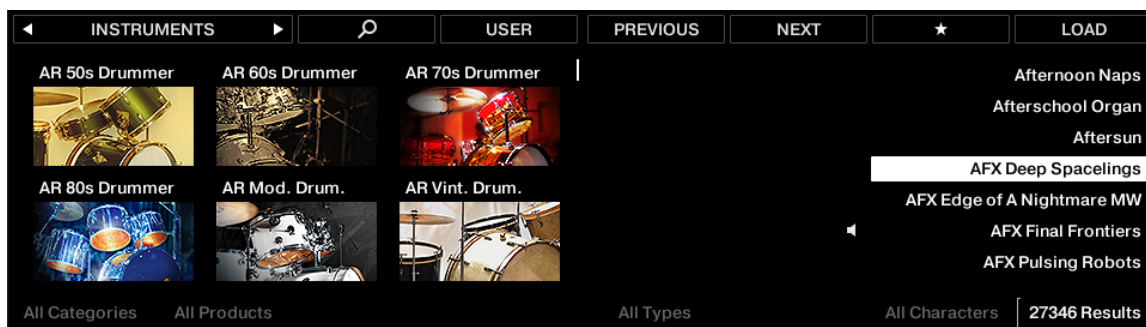 INSTRUMENTS
USER
PREVIOUS
NEXT
LOAD
AR 50s Drummer
AR 60s Drummer
AR 70s Drummer
AR 80s Drummer
AR Mod. Drum.
AR Vint. Drum.
Afternoon Naps
Afterschool Organ
Aftersun
AFX Deep Spacelings
AFX Edge of A Nightmare MW
AFX Final Frontiers
AFX Pulsing Robots
All Categories
All Products
All Types
All Characters
27346 Results